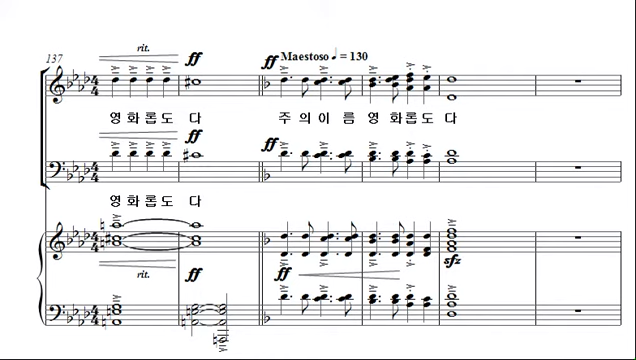 137
rit.
ff
ff
Maestoso ♩ = 130
영 화 롭 도 다
주 의 이 름 영 화 롭 도 다
ff
ff
영 화 롭 도 다
rit.
ff
ff
sfz